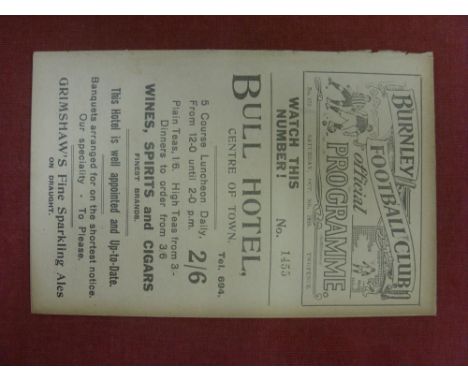 BURNLEY
FOOTBALL CLUB
official
PROGRAMME
SATURDAY, OCT.
TWOPENCE
WATCH THIS
NUMBER!
No. 1455
BULL HOTEL,
CENTRE OF TOWN.
Tel. 694.
5 Course Luncheon Daily,
From 12-0 until 2-0 p.m.
2/6
Plain Teas, 1/6. High Teas from 3-
Dinners to order from 3/6
WINES, SPIRITS and CIGARS
FINEST BRANDS.
This Hotel is well appointed and Up-to-Date.
Banquets arranged for on the shortest notice.
Our speciality - To Please.
GRIMSHAW'S Fine Sparkling Ales
ON DRAUGHT.